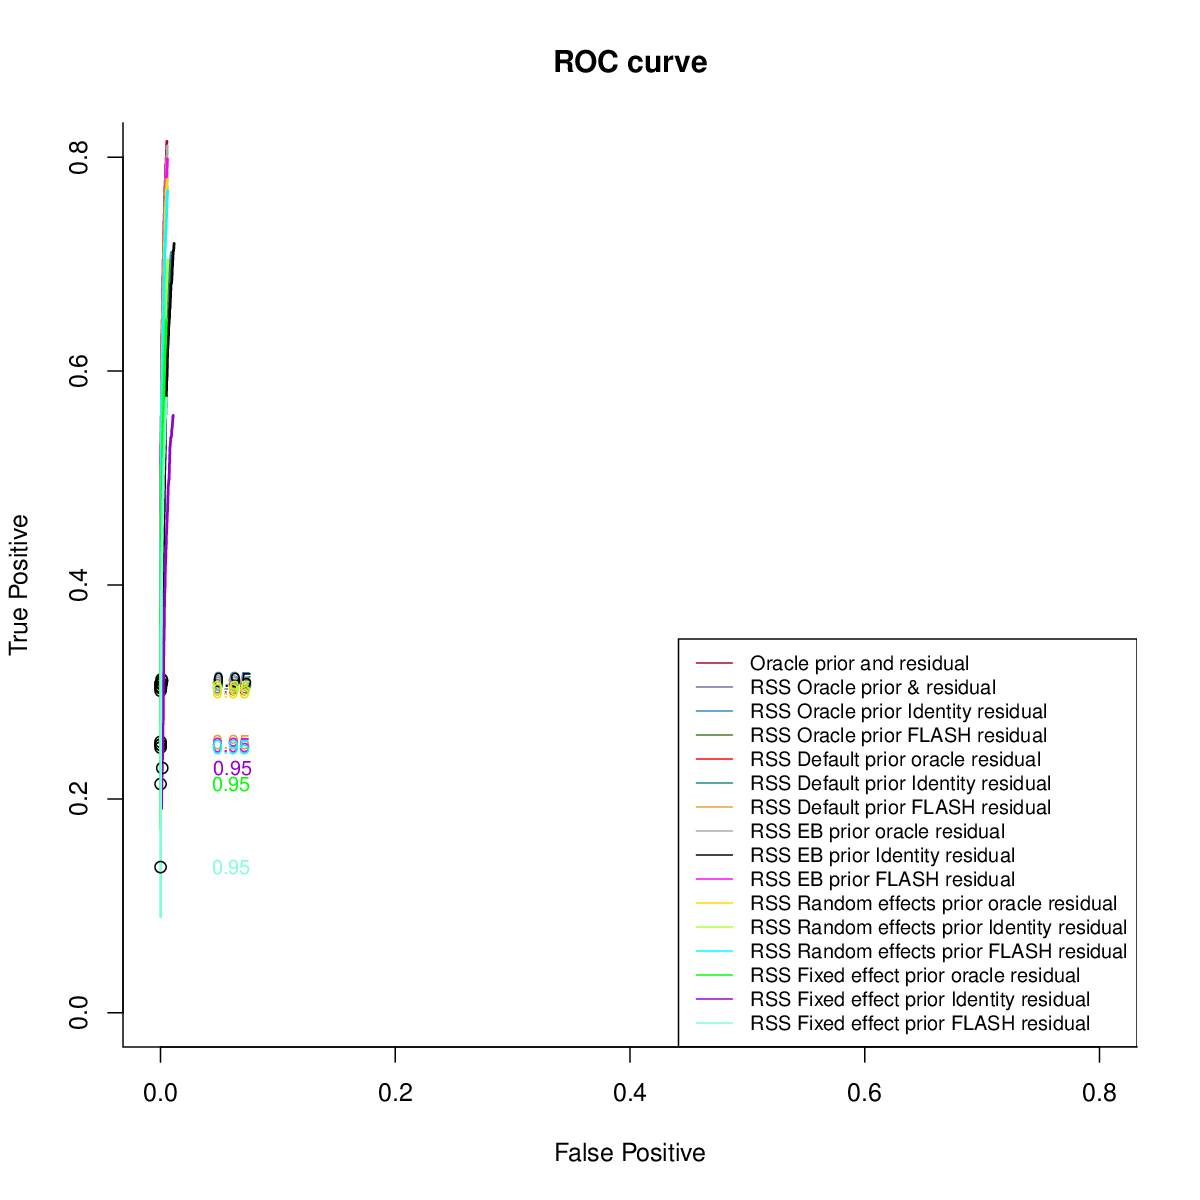 ROC curve
0.8
0.6
0.4
0.2
0.0
True Positive
0.95
0.95
0.95
0.95
0.95
0.0
0.2
0.4
0.6
0.8
False Positive
Oracle prior and residual
RSS Oracle prior & residual
RSS Oracle prior Identity residual
RSS Oracle prior FLASH residual
RSS Default prior oracle residual
RSS Default prior Identity residual
RSS Default prior FLASH residual
RSS EB prior oracle residual
RSS EB prior Identity residual
RSS EB prior FLASH residual
RSS Random effects prior oracle residual
RSS Random effects prior Identity residual
RSS Random effects prior FLASH residual
RSS Fixed effect prior oracle residual
RSS Fixed effect prior Identity residual
RSS Fixed effect prior FLASH residual